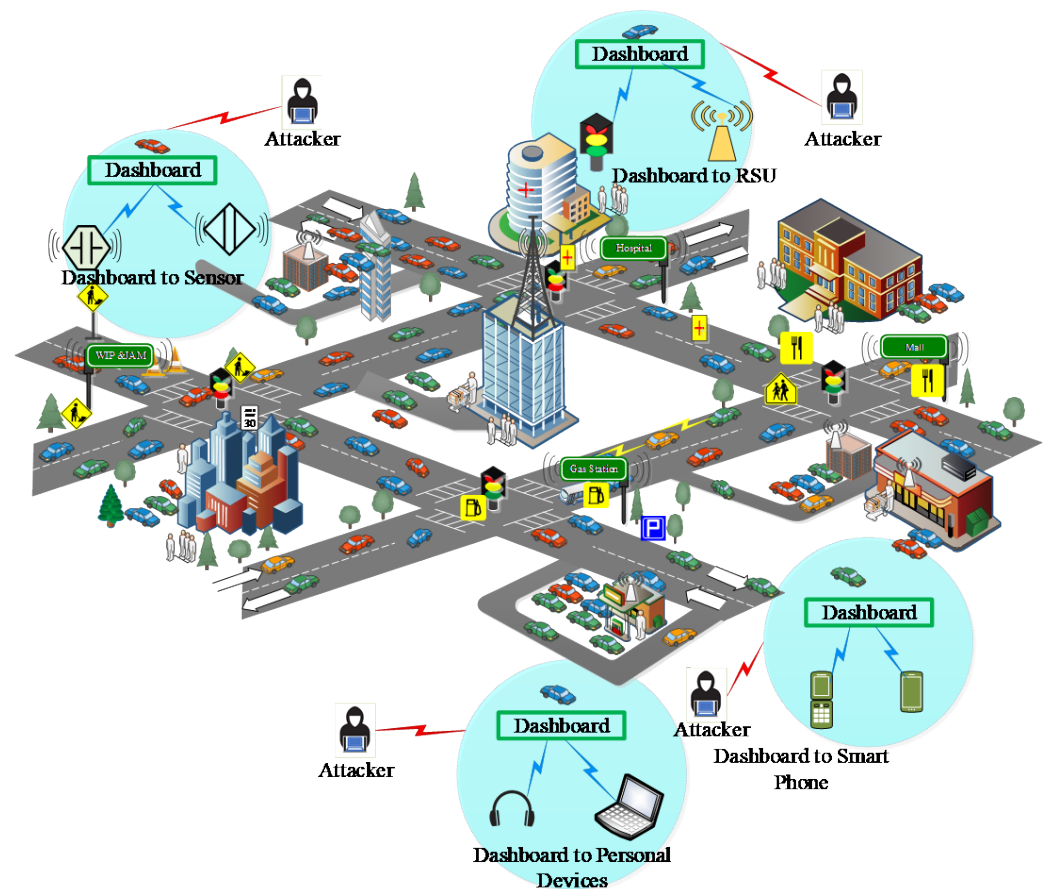 Dashboard
Attacker
Dashboard to RSU
Attacker
Dashboard
Dashboard to Sensor
Hospital
WIP &JAM
Mall
30
Gas Station
P
Dashboard
Attacker
Dashboard to Smart
Phone
Attacker
Dashboard
Dashboard to Personal
Devices